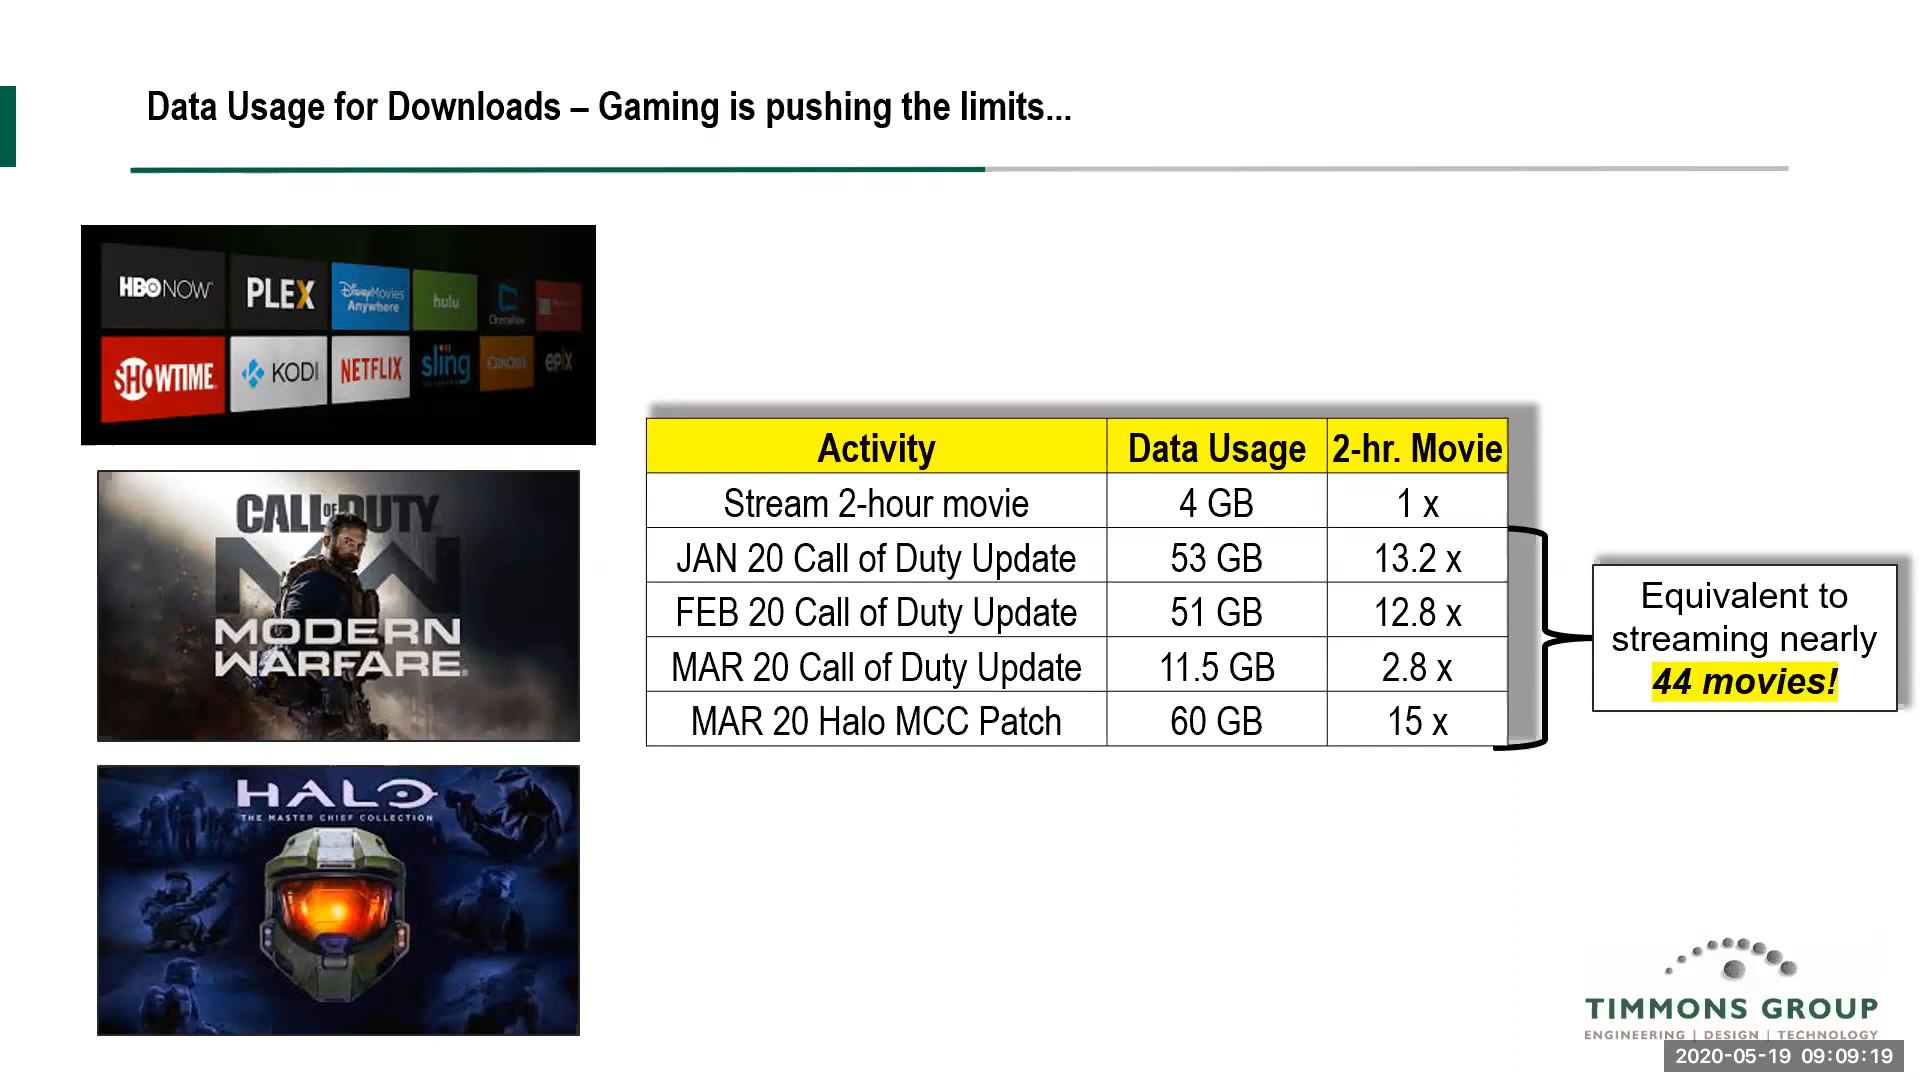 Data Usage for Downloads – Gaming is pushing the limits...
HBO NOW PLEX Disney Movies Anywhere hulu
SHOWTIME KODI NETFLIX sling CRACKLE epix
CALL OF DUTY
MODERN
WARFARE
HALO
THE MASTER CHIEF COLLECTION
Activity Data Usage 2-hr. Movie
Stream 2-hour movie 4 GB 1 x
JAN 20 Call of Duty Update 53 GB 13.2 x
FEB 20 Call of Duty Update 51 GB 12.8 x
MAR 20 Call of Duty Update 11.5 GB 2.8 x
MAR 20 Halo MCC Patch 60 GB 15 x
Equivalent to
streaming nearly
44 movies!
TIMMONS GROUP
ENGINEERING | DESIGN | TECHNOLOGY
2020-05-19 09:09:19